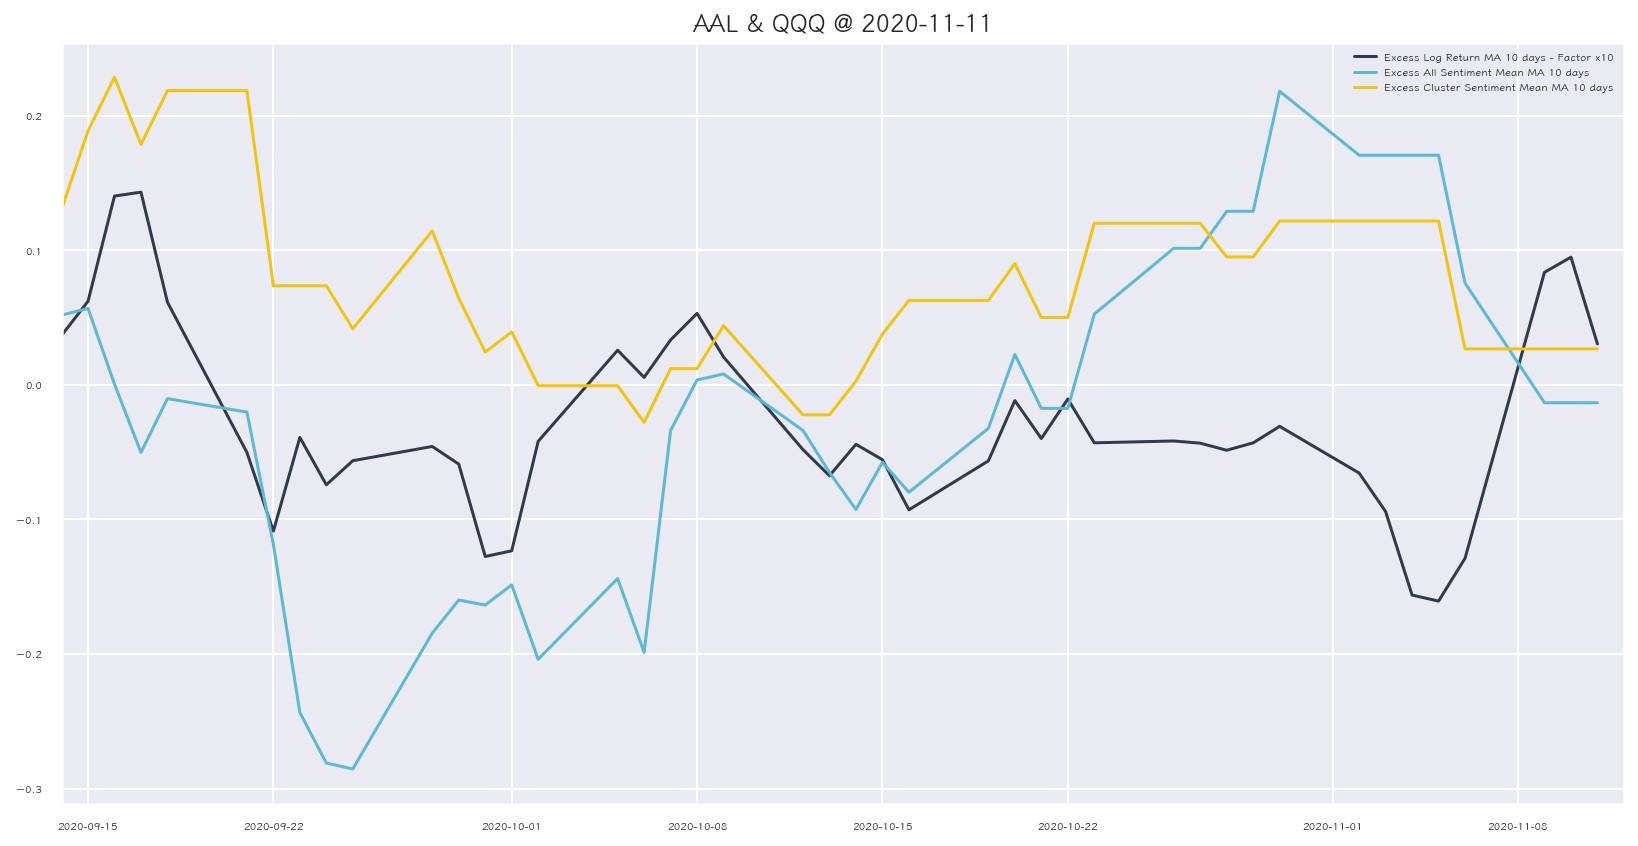 AAL & QQQ @ 2020-11-11
Excess Log Return MA 10 days - Factor x10
Excess All Sentiment Mean MA 10 days
Excess Cluster Sentiment Mean MA 10 days
0.2
0.1
0.0
−0.1
−0.2
−0.3
2020-09-15 2020-09-22 2020-10-01 2020-10-08 2020-10-15 2020-10-22 2020-11-01 2020-11-08